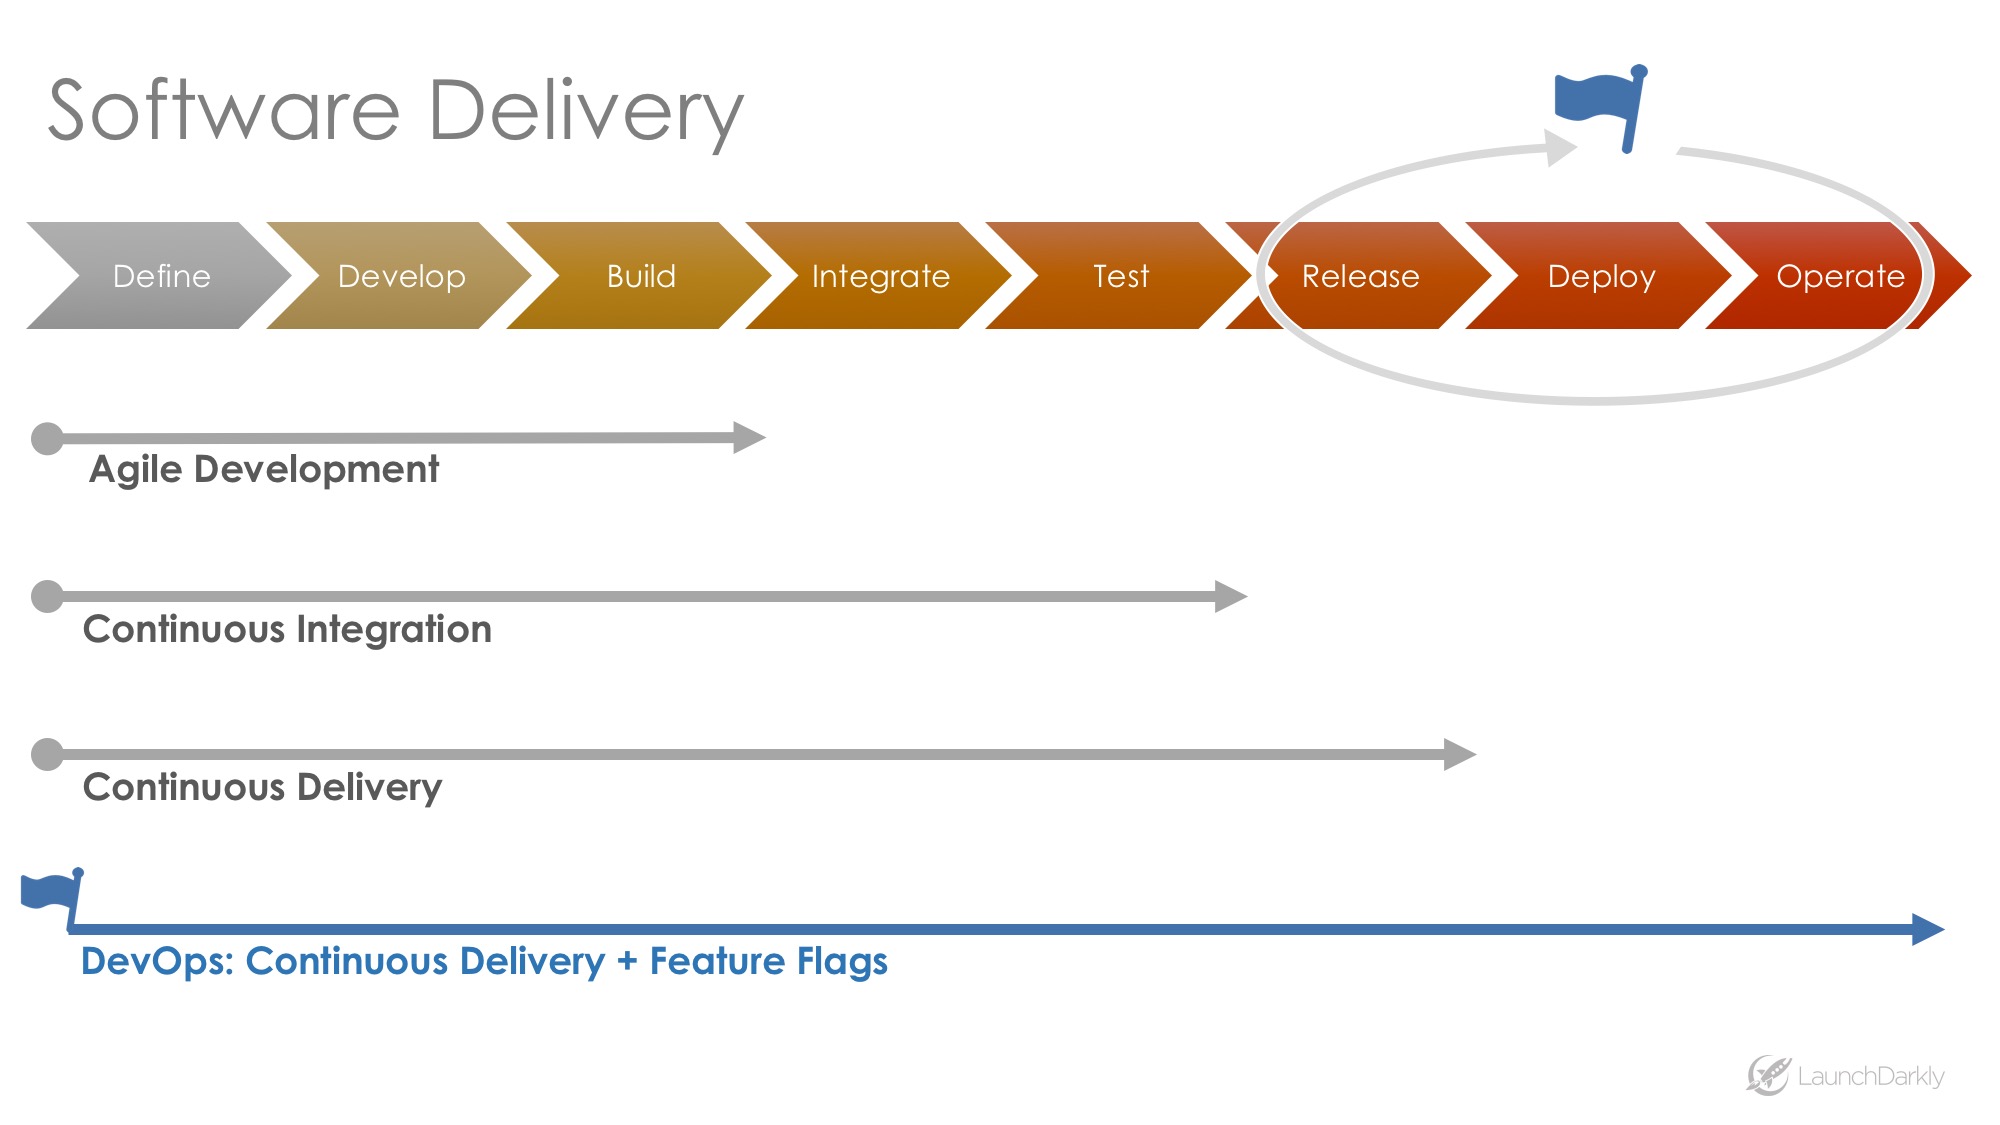 Software Delivery
Define
Develop
Build
Integrate
Test
Release
Deploy
Operate
Agile Development
Continuous Integration
Continuous Delivery
DevOps: Continuous Delivery + Feature Flags
LaunchDarkly